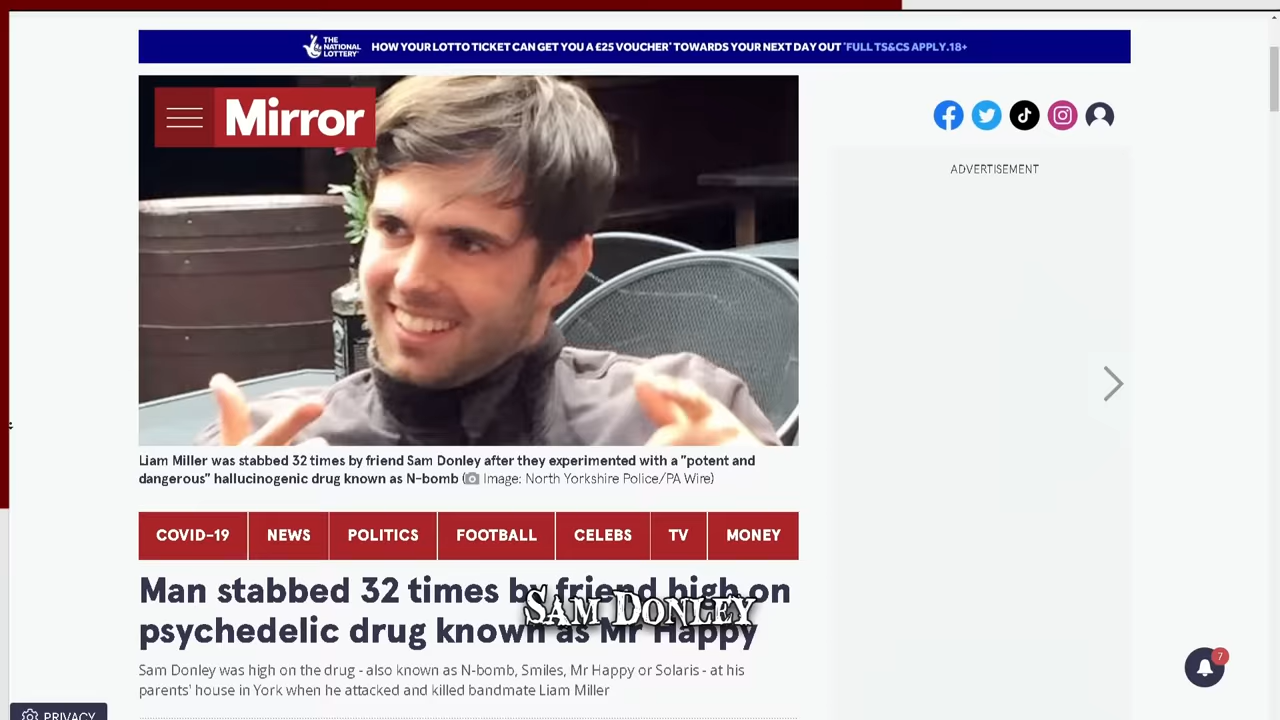 THE
NATIONAL
LOTTERY
HOW YOUR LOTTO TICKET CAN GET YOU A £25 VOUCHER* TOWARDS YOUR NEXT DAY OUT *FULL TS&CS APPLY.18+
Mirror
ADVERTISEMENT
Liam Miller was stabbed 32 times by friend Sam Donley after they experimented with a "potent and
dangerous" hallucinogenic drug known as N-bomb (Image: North Yorkshire Police/PA Wire)
COVID-19 NEWS POLITICS FOOTBALL CELEBS TV MONEY
Man stabbed 32 times by friend high on
psychedelic drug known as Mr Happy
SAM DONLEY
Sam Donley was high on the drug - also known as N-bomb, Smiles, Mr Happy or Solaris - at his
parents' house in York when he attacked and killed bandmate Liam Miller
7
PRIVACY